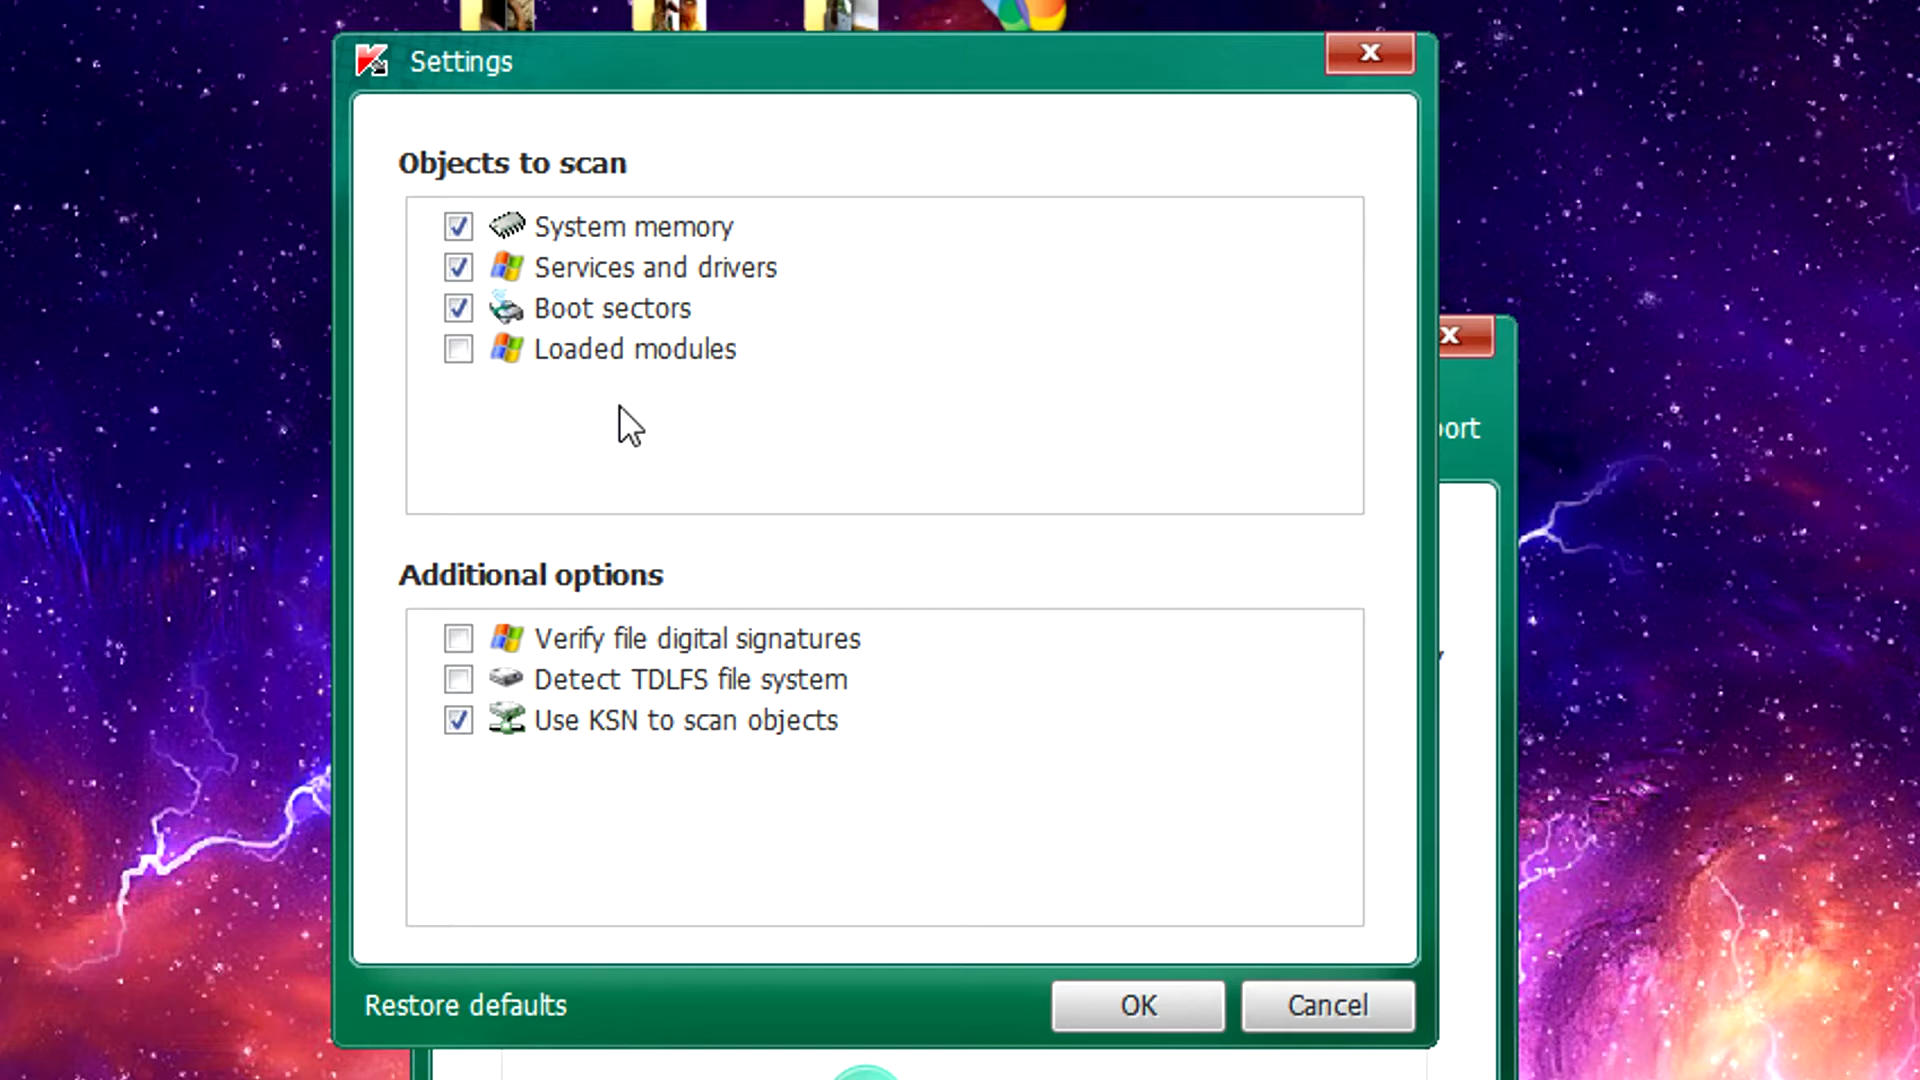 Settings
Objects to scan
System memory
Services and drivers
Boot sectors
Loaded modules
port
Additional options
Verify file digital signatures
Detect TDLFS file system
Use KSN to scan objects
Restore defaults
OK
Cancel